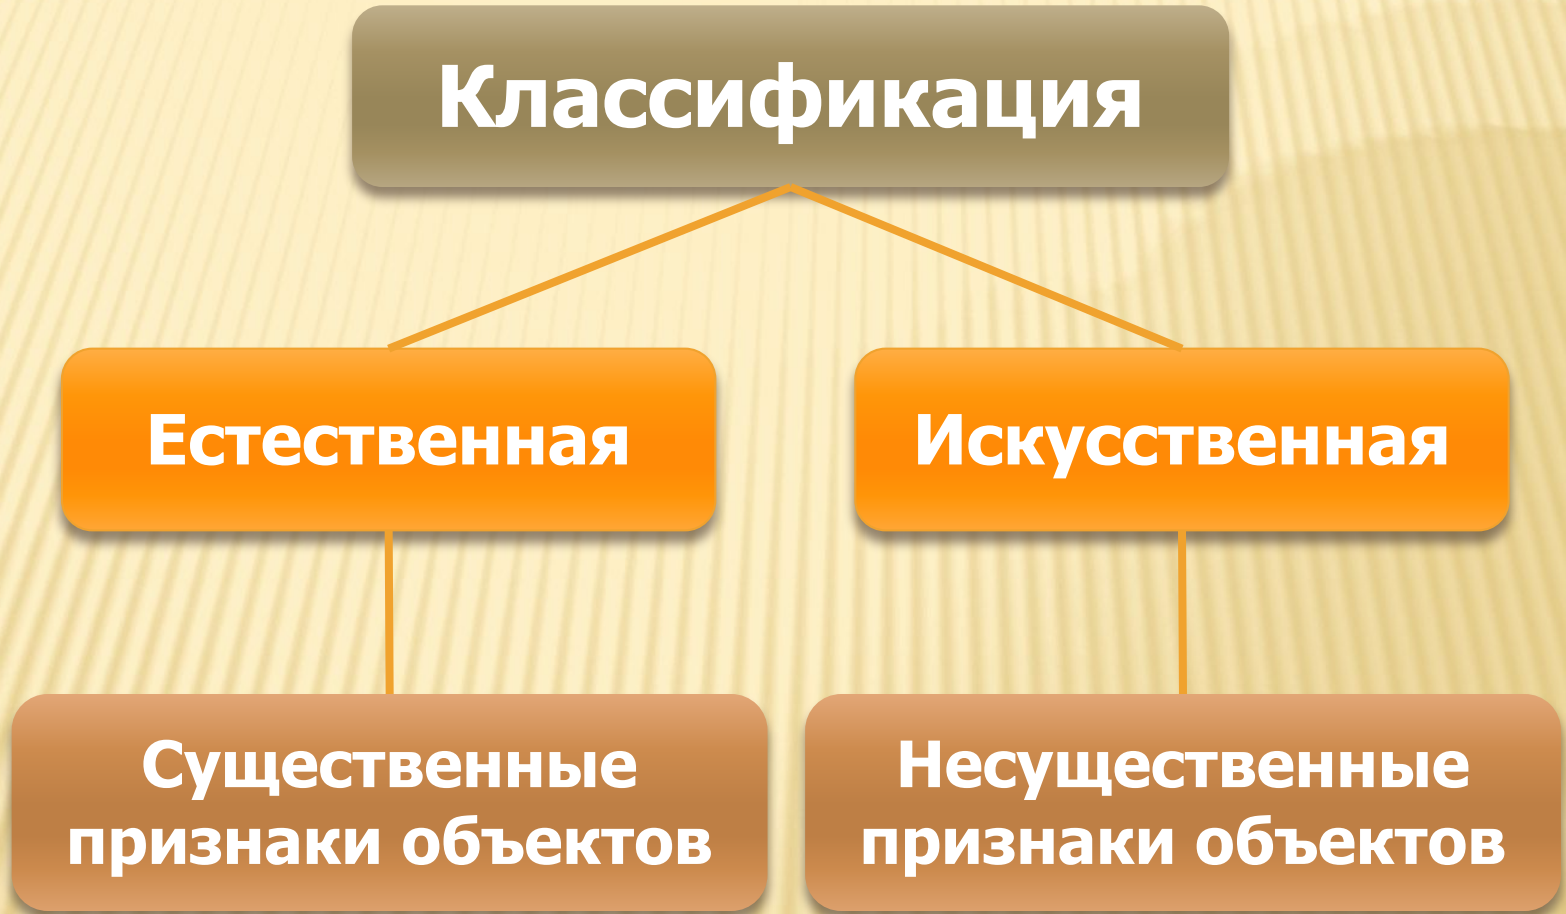 Классификация
Естественная
Искусственная
Существенные
признаки объектов
Несущественные
признаки объектов